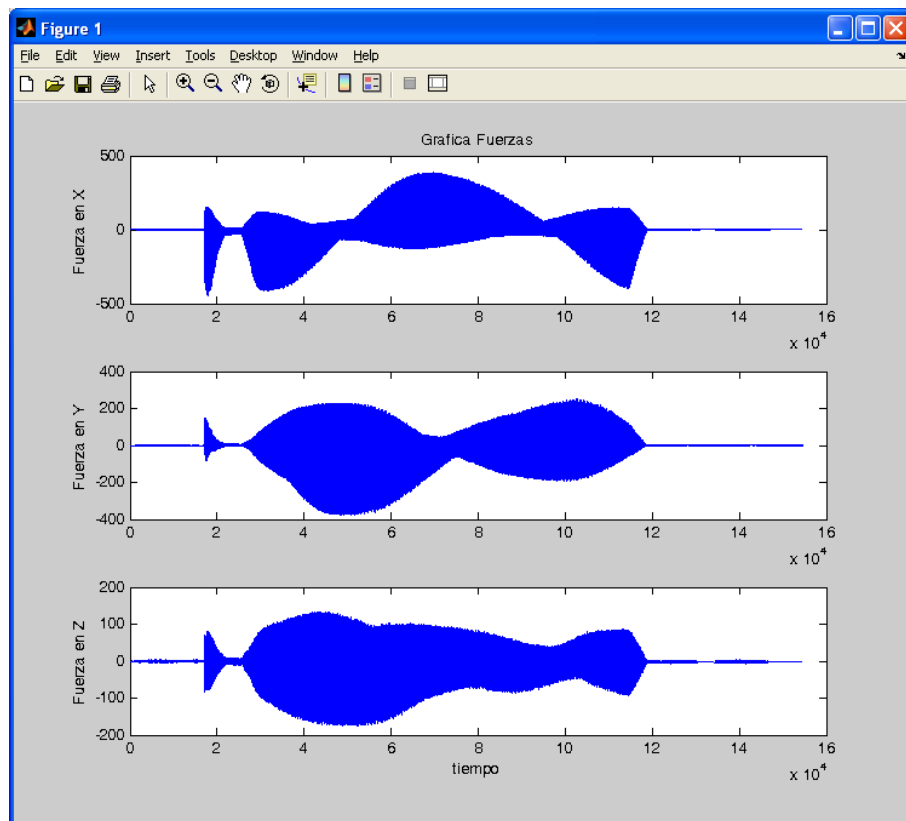 Figure 1
File Edit View Insert Tools Desktop Window Help
Grafica Fuerzas
Fuerza en X
500
0
-500
0 2 4 6 8 10 12 14 16
x 10^4
Fuerza en Y
400
200
0
-200
-400
0 2 4 6 8 10 12 14 16
x 10^4
Fuerza en Z
200
100
0
-100
-200
0 2 4 6 8 10 12 14 16
tiempo
x 10^4